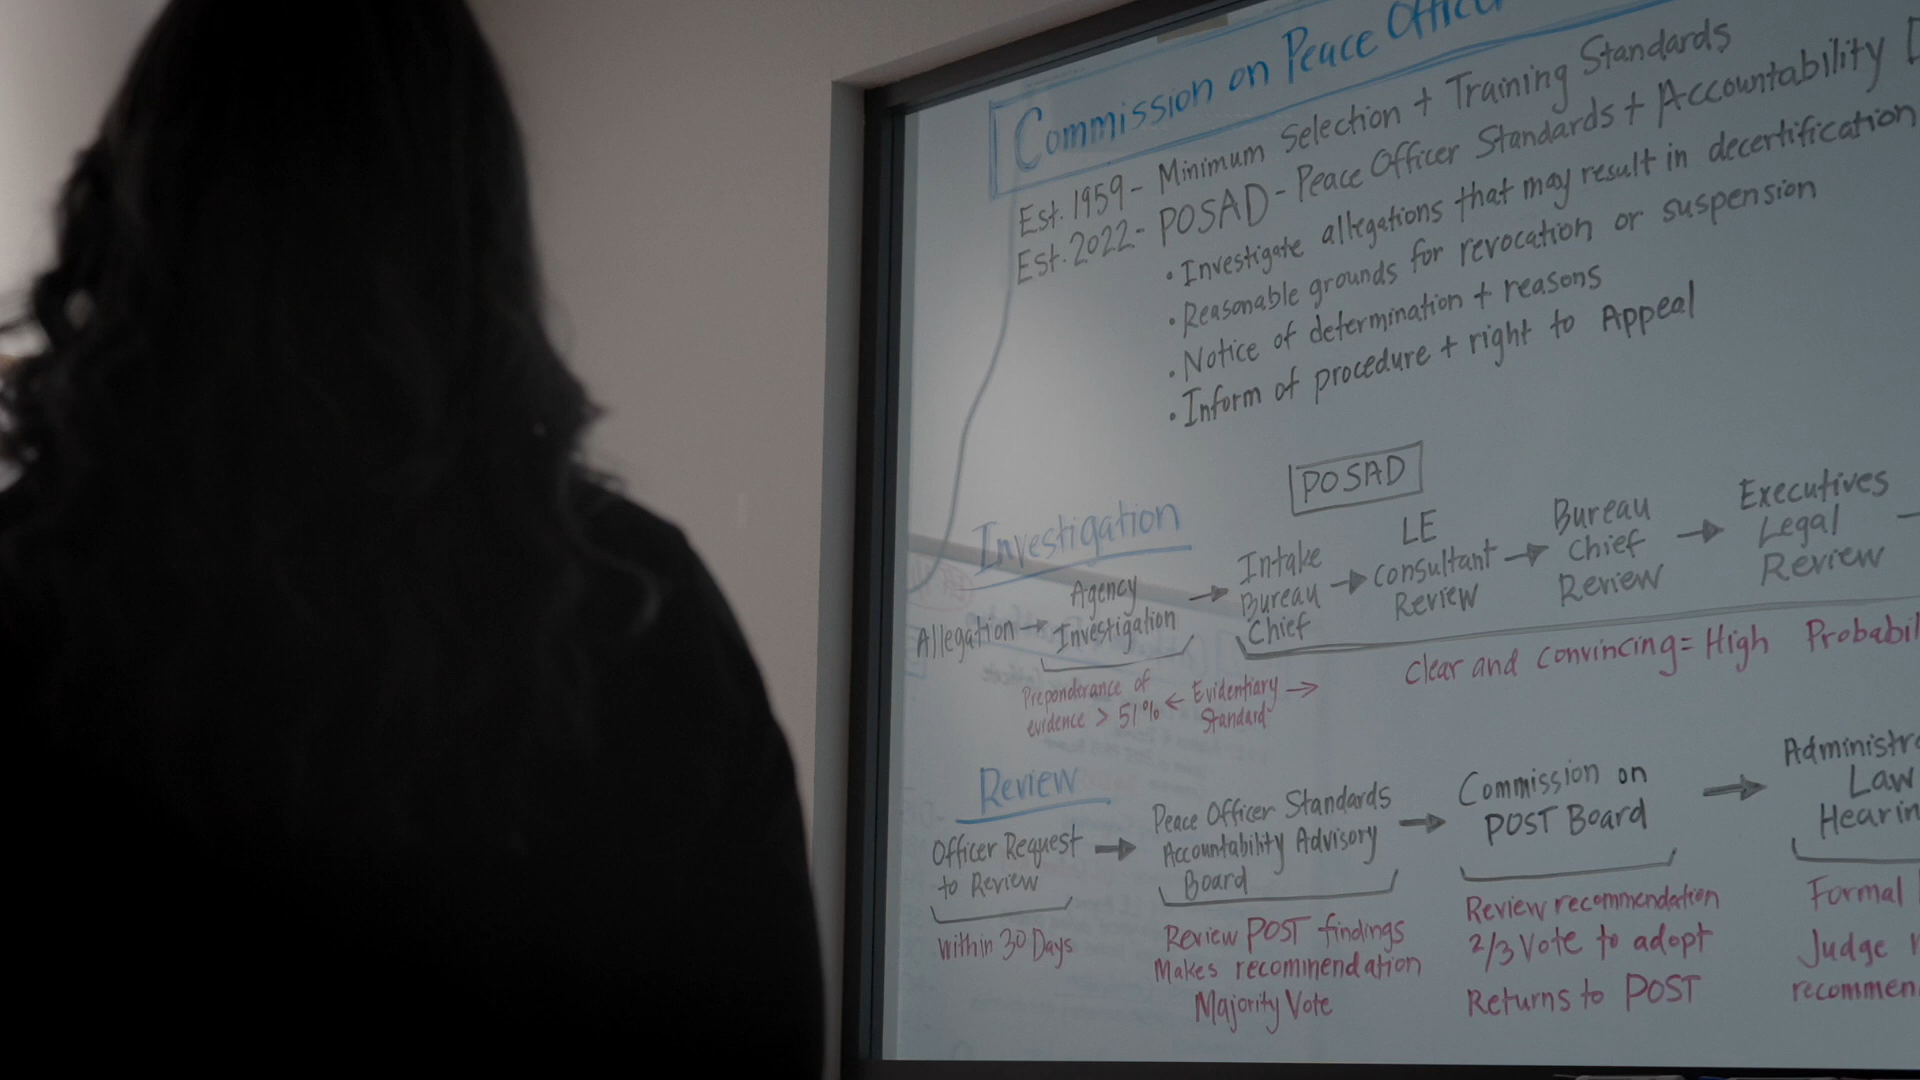 Commission on Peace Officer
Est. 1959 - Minimum Selection + Training Standards
Est. 2022 - POSAD - Peace Officer Standards + Accountability
• Investigate allegations that may result in decertification
• Reasonable grounds for revocation or suspension
• Notice of determination + reasons
• Inform of procedure + right to Appeal
POSAD
Investigation
Allegation → Agency Investigation → Intake Bureau Chief → LE Consultant Review → Bureau Chief Review → Executives Legal Review
Preponderance of evidence > 51% ← Evidentiary Standard →
Clear and convincing = High Probabil
Review
Officer Request to Review → Peace Officer Standards Accountability Advisory Board → Commission on POST Board → Administra Law Hearin
within 30 Days
Review POST findings
Makes recommendation
Majority Vote
Review recommendation
2/3 Vote to adopt
Returns to POST
Formal
Judge
recommen